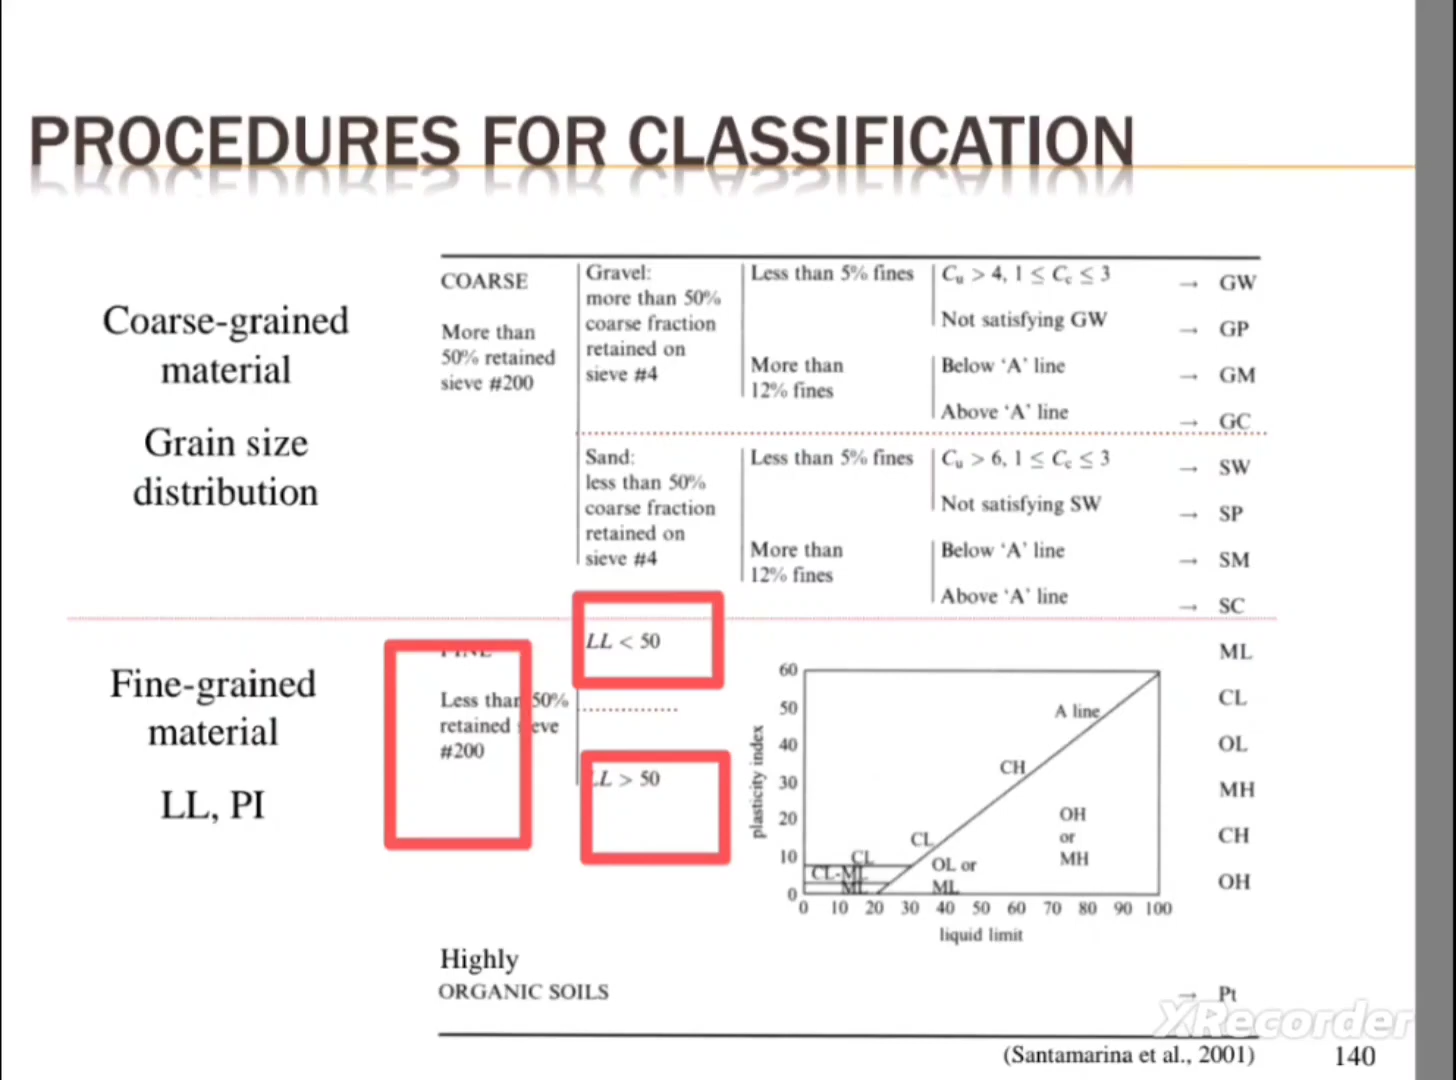 PROCEDURES FOR CLASSIFICATION
Coarse-grained
material
Grain size
distribution
COARSE
More than
50% retained
sieve #200
Gravel:
more than 50%
coarse fraction
retained on
sieve #4
Less than 5% fines
More than
12% fines
Cu > 4, 1 ≤ Cc ≤ 3
Not satisfying GW
Below ‘A’ line
Above ‘A’ line
→ GW
→ GP
→ GM
→ GC
Sand:
less than 50%
coarse fraction
retained on
sieve #4
Less than 5% fines
More than
12% fines
Cu > 6, 1 ≤ Cc ≤ 3
Not satisfying SW
Below ‘A’ line
Above ‘A’ line
→ SW
→ SP
→ SM
→ SC
Fine-grained
material
LL, PI
Less than 50%
retained sieve
#200
LL < 50
LL > 50
60
50
40
30
20
10
0
plasticity index
A line
CH
CL
CL
CL-ML
ML
OL or
ML
OH
or
MH
0 10 20 30 40 50 60 70 80 90 100
liquid limit
ML
CL
OL
MH
CH
OH
Highly
ORGANIC SOILS
→ Pt
XRecorder
(Santamarina et al., 2001)
140